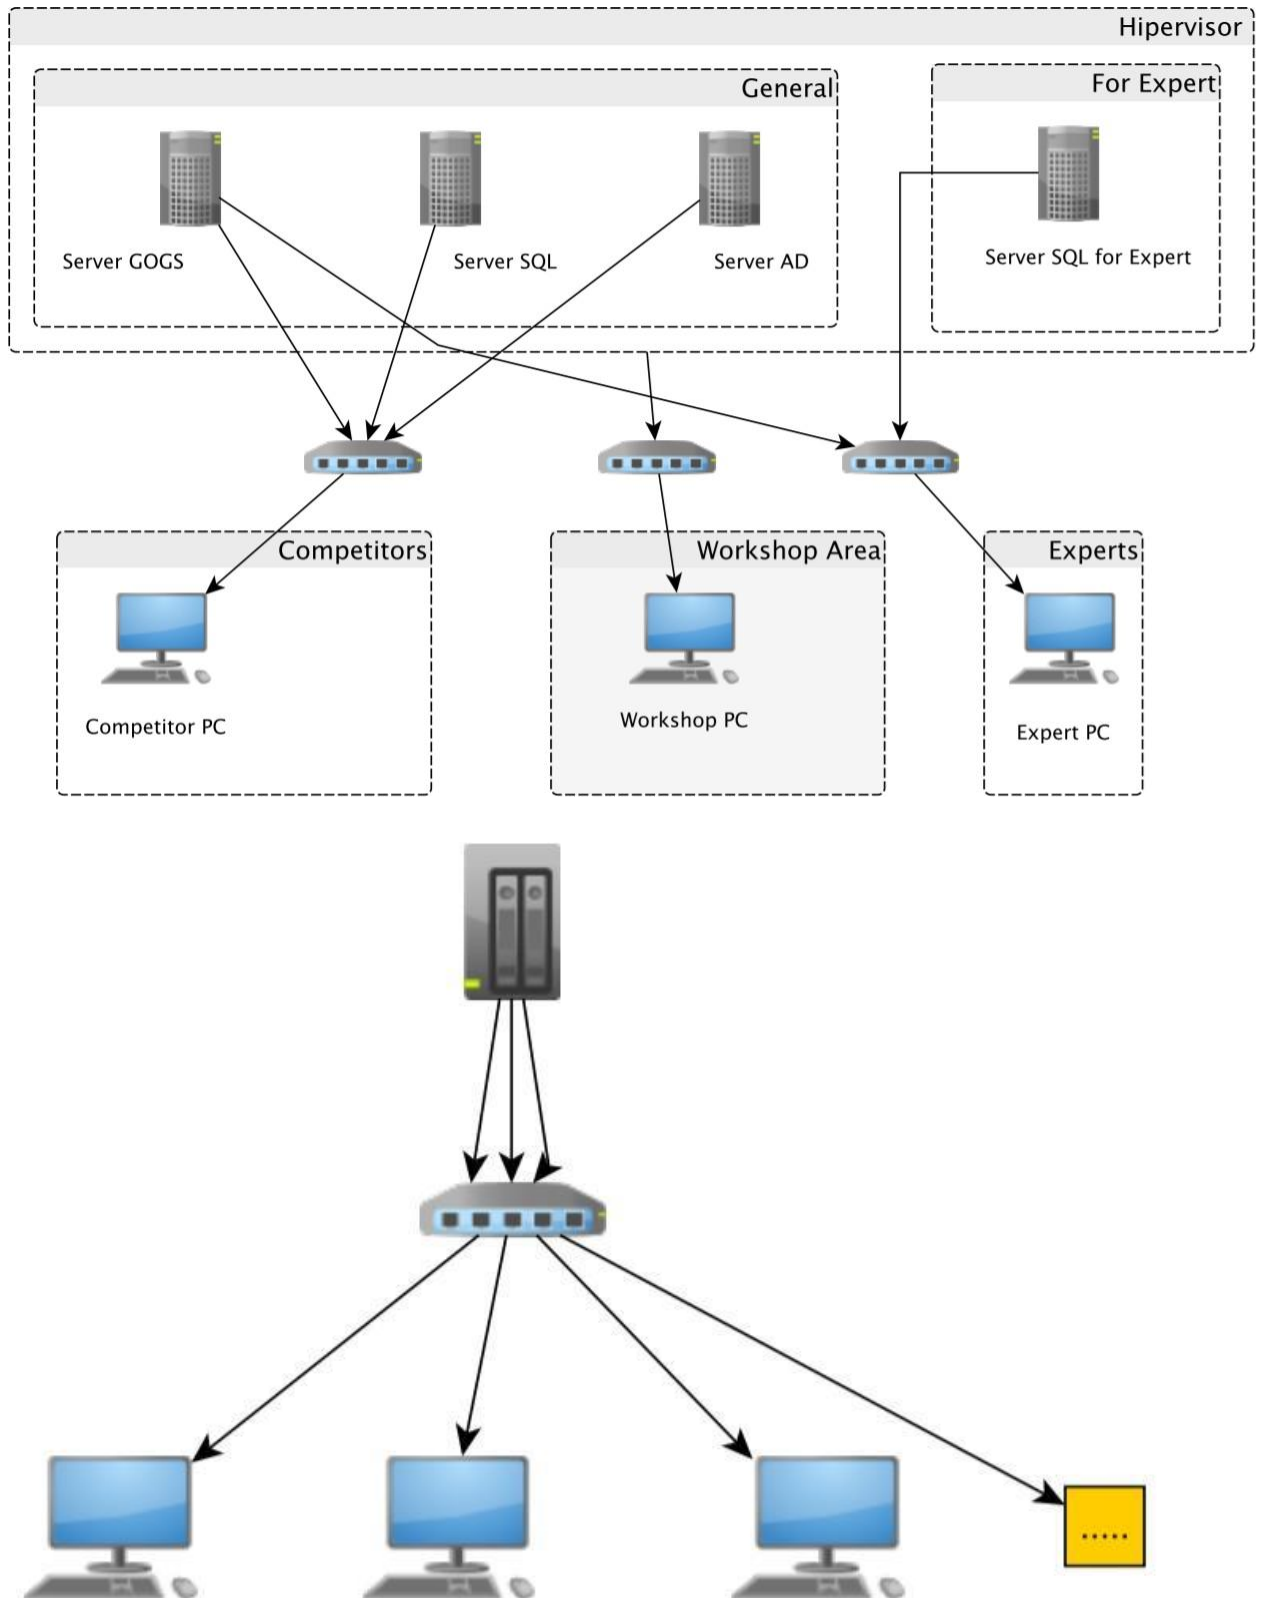 Hipervisor
General
For Expert
Server GOGS
Server SQL
Server AD
Server SQL for Expert
Competitors
Workshop Area
Experts
Competitor PC
Workshop PC
Expert PC
.....